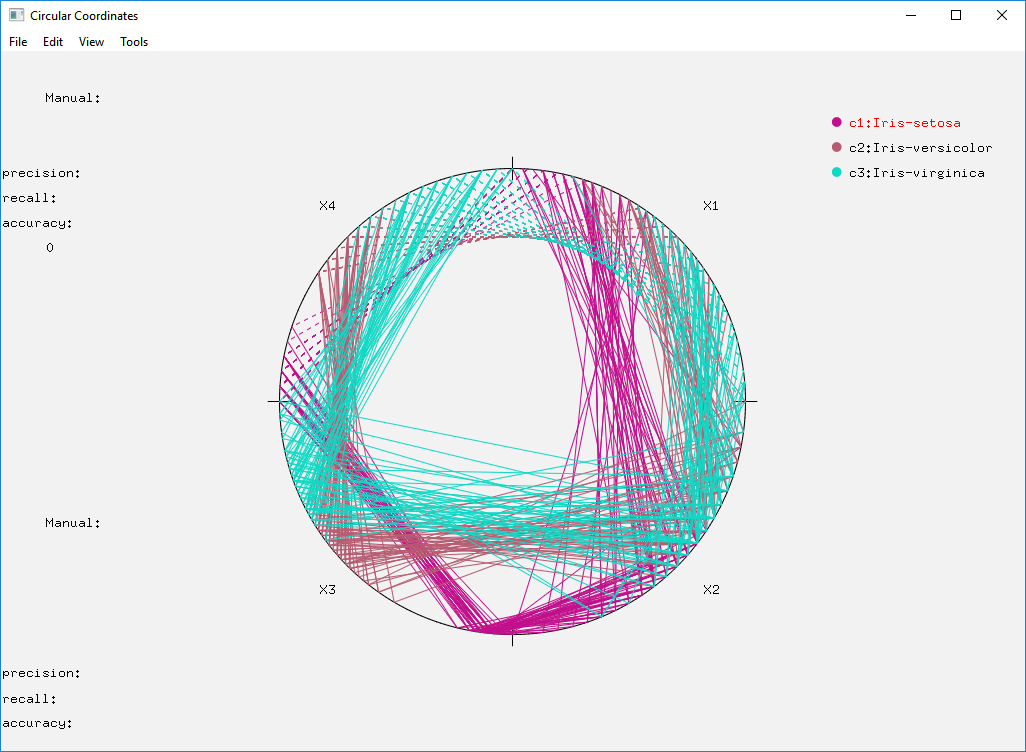 Circular Coordinates
File Edit View Tools
Manual:
c1:Iris-setosa
c2:Iris-versicolor
c3:Iris-virginica
precision:
recall:
accuracy:
0
X4
X1
Manual:
X3
X2
precision:
recall:
accuracy: